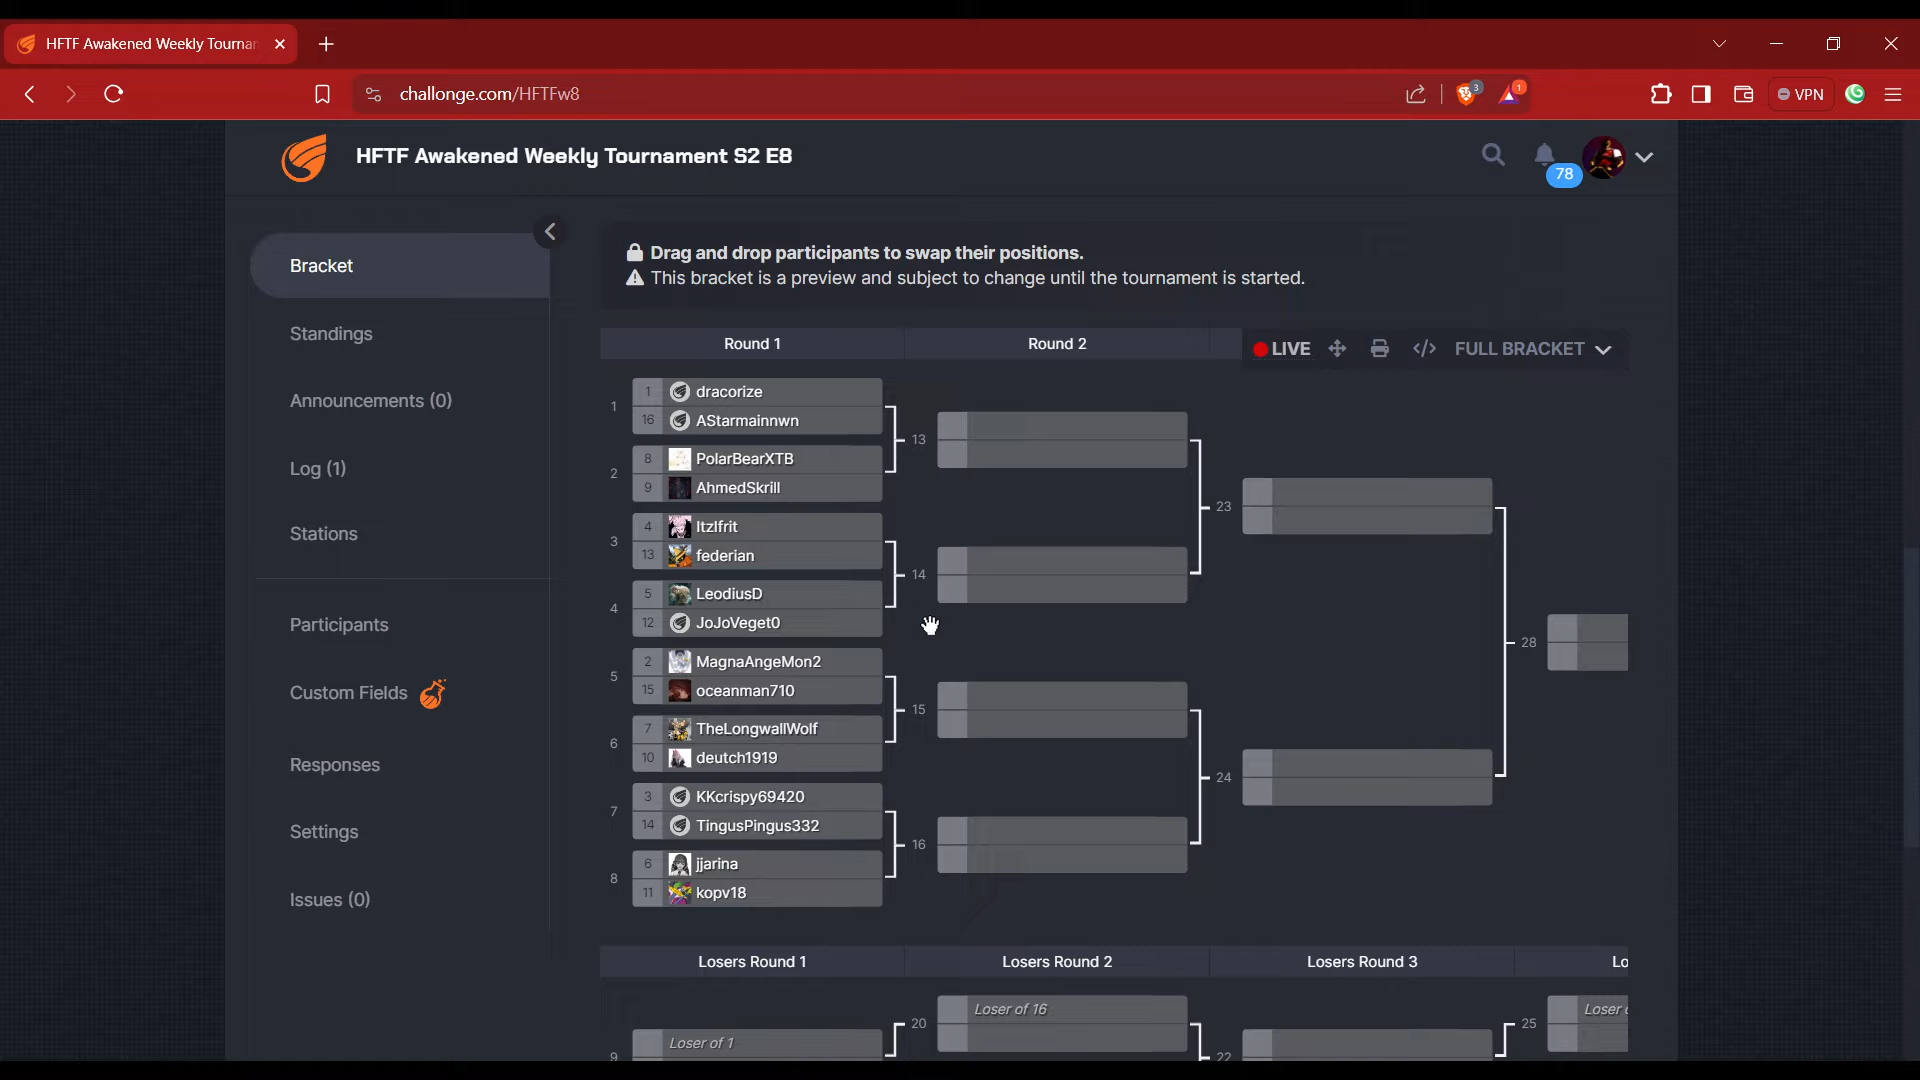 HFTF Awakened Weekly Tournar
challonge.com/HFTFw8
3
1
VPN
HFTF Awakened Weekly Tournament S2 E8
78
Bracket
Standings
Announcements (0)
Log (1)
Stations
Participants
Custom Fields
Responses
Settings
Issues (0)
Drag and drop participants to swap their positions.
This bracket is a preview and subject to change until the tournament is started.
Round 1
Round 2
LIVE
FULL BRACKET
1
1 dracorize
16 AStarmainnwn
2
8 PolarBearXTB
9 AhmedSkrill
3
4 ItzIfrit
13 federian
4
5 LeodiusD
12 JoJoVeget0
5
2 MagnaAngeMon2
15 oceanman710
6
7 TheLongwallWolf
10 deutch1919
7
3 KKcrispy69420
14 TingusPingus332
8
6 jjarina
11 kopv18
13
14
15
16
23
24
28
Losers Round 1
Losers Round 2
Losers Round 3
Lo
9
Loser of 1
20
Loser of 16
22
25
Loser